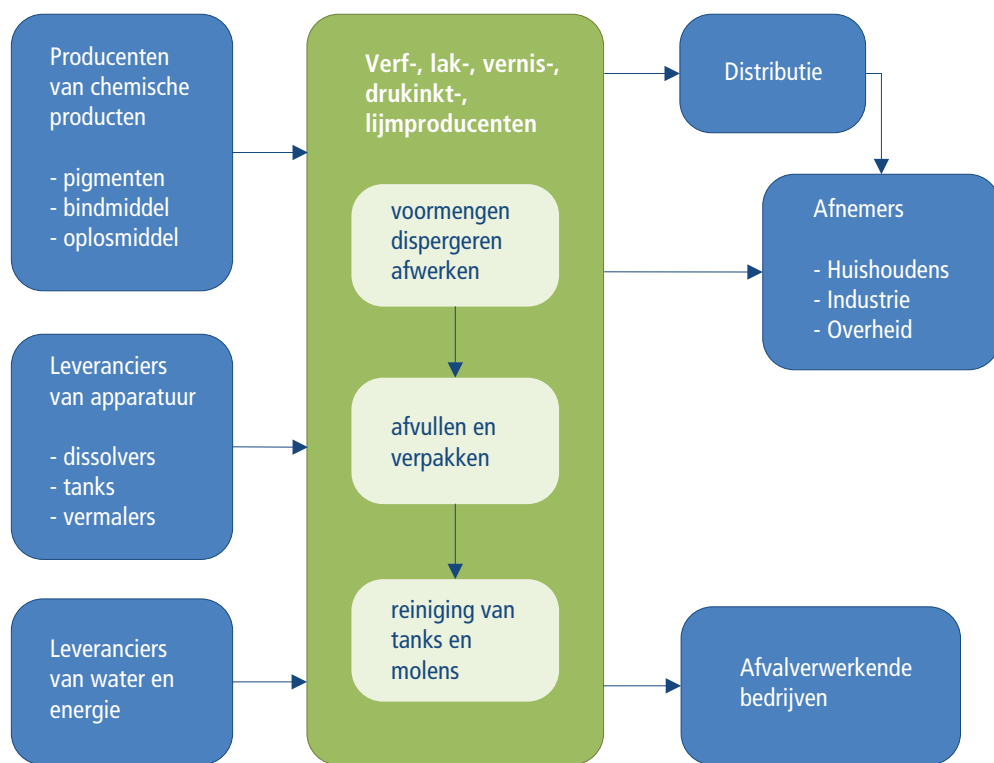 Producenten
van chemische
producten
- pigmenten
- bindmiddel
- oplosmiddel
Leveranciers
van apparatuur
- dissolvers
- tanks
- vermalers
Leveranciers
van water en
energie
Verf-, lak-, vernis-,
drukinkt-,
lijmproducenten
voormengen
dispergeren
afwerken
afvullen en
verpakken
reiniging van
tanks en
molens
Distributie
Afnemers
- Huishoudens
- Industrie
- Overheid
Afvalverwerkende
bedrijven